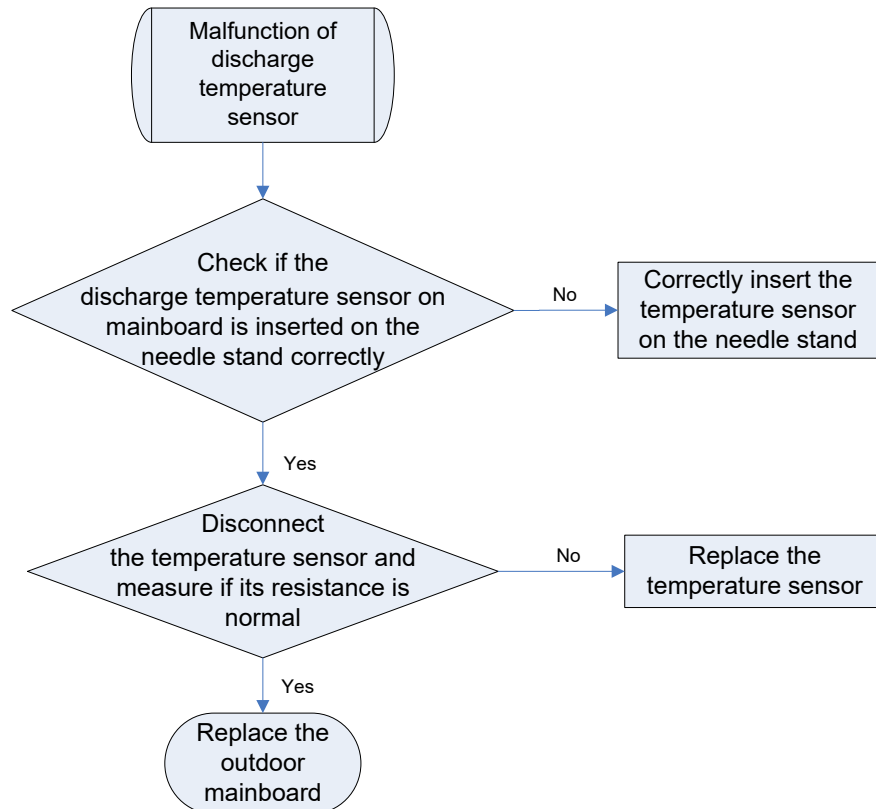 Malfunction of
discharge
temperature
sensor
Check if the
discharge temperature sensor on
mainboard is inserted on the
needle stand correctly
No
Correctly insert the
temperature sensor
on the needle stand
Yes
Disconnect
the temperature sensor and
measure if its resistance is
normal
No
Replace the
temperature sensor
Yes
Replace the
outdoor
mainboard